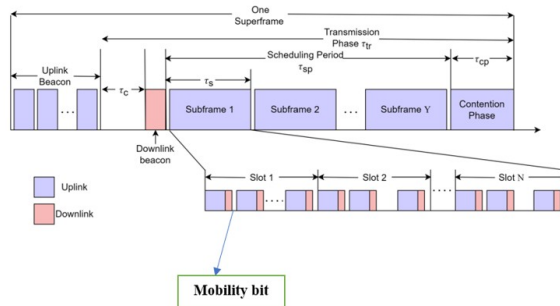 One
Superframe
Transmission
Phase τtr
Scheduling Period
τsp
τcp
Uplink
Beacon
τc
τs
...
Subframe 1
Subframe 2
...
Subframe Y
Contention
Phase
Downlink
beacon
Slot 1
Slot 2
....
Slot N
Uplink
Downlink
....
Mobility bit